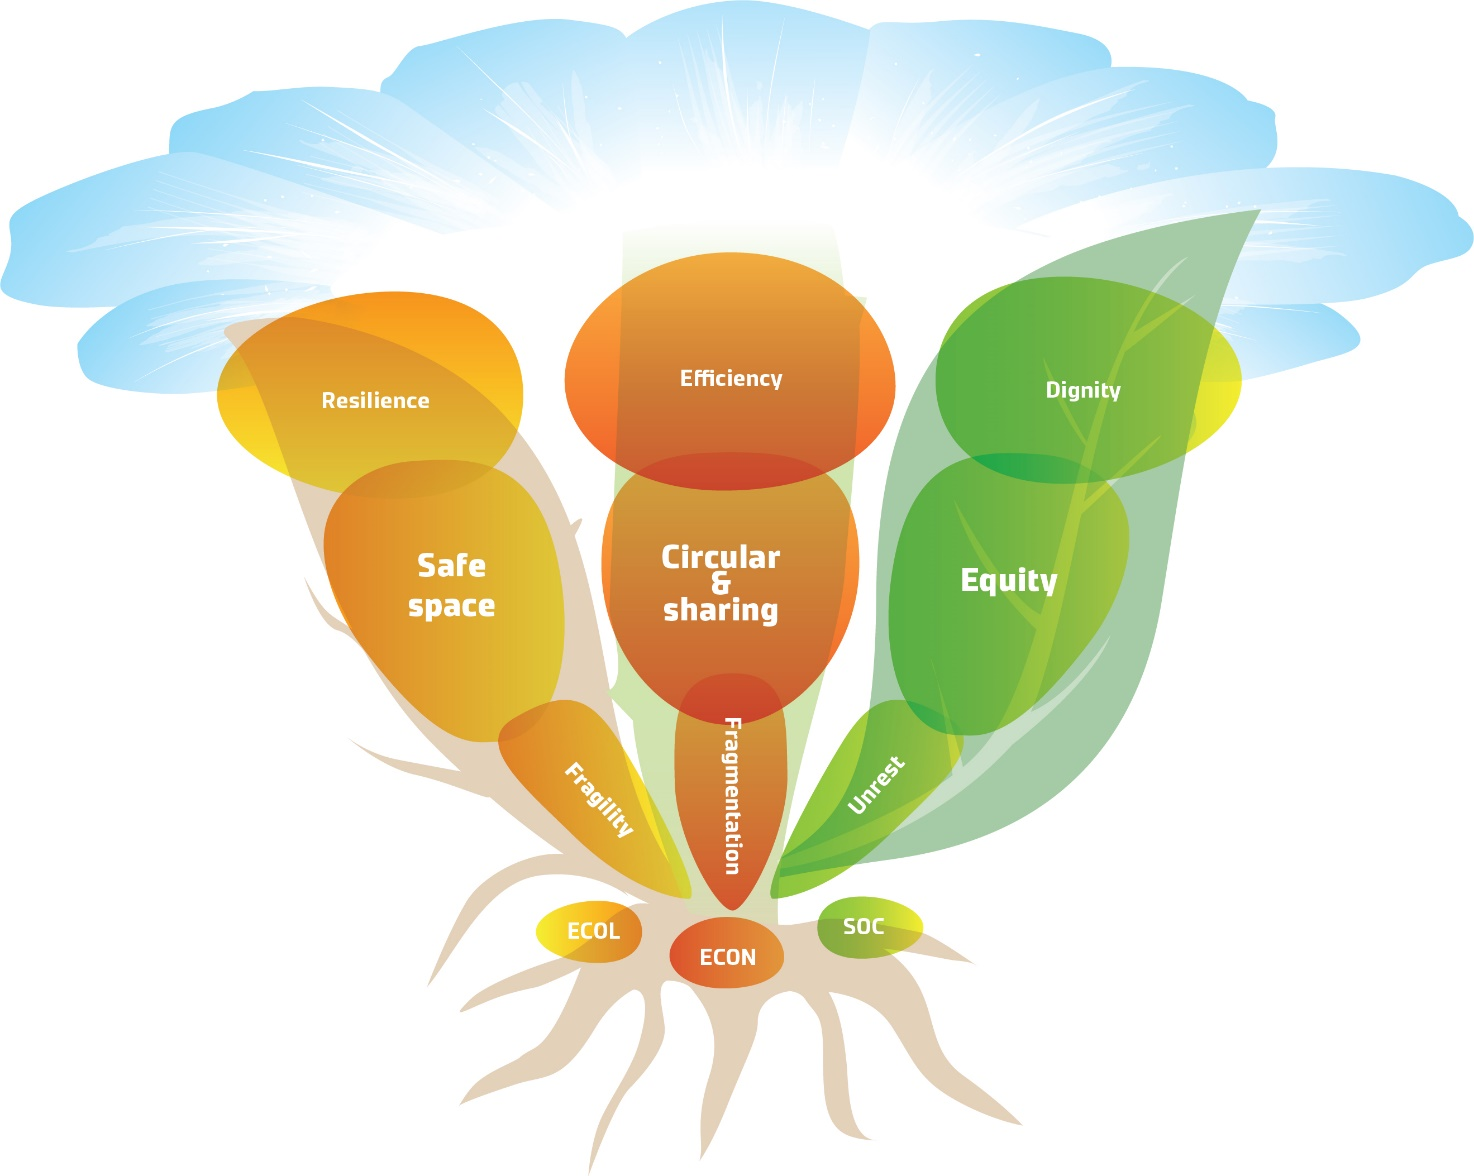 Resilience
Efficiency
Dignity
Safe
space
Circular
&
sharing
Equity
Fragility
Fragmentation
Unrest
ECOL
ECON
SOC